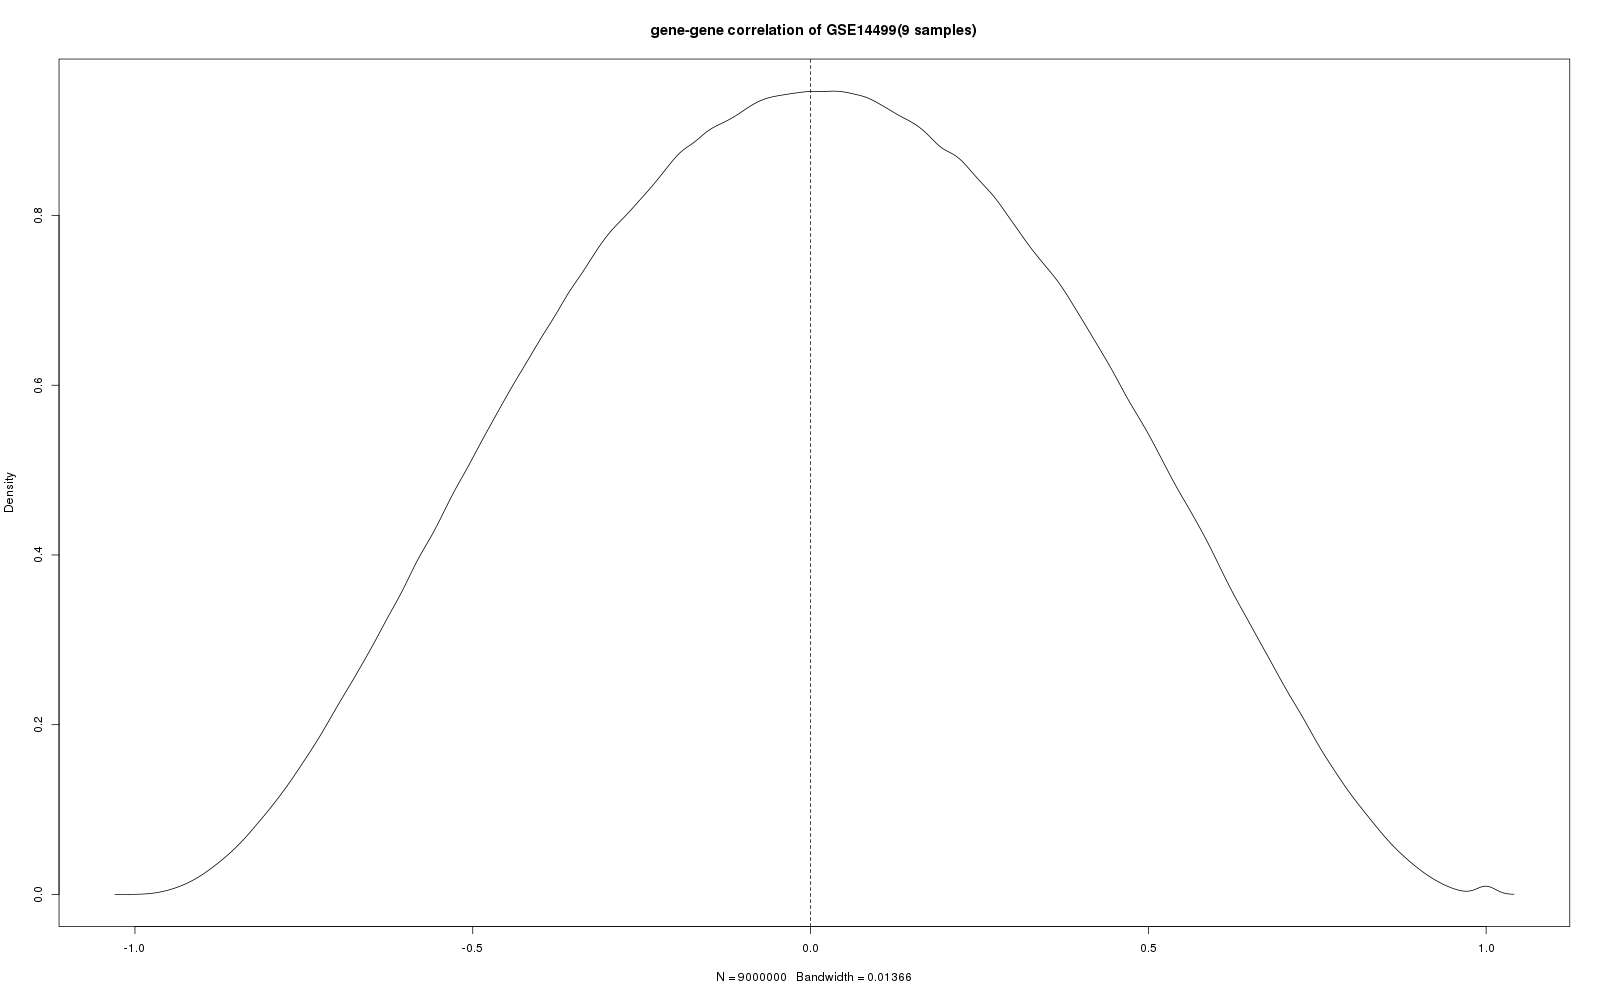 gene-gene correlation of GSE14499(9 samples)
Density
0.8
0.6
0.4
0.2
0.0
-1.0 -0.5 0.0 0.5 1.0
N = 9000000 Bandwidth = 0.01366